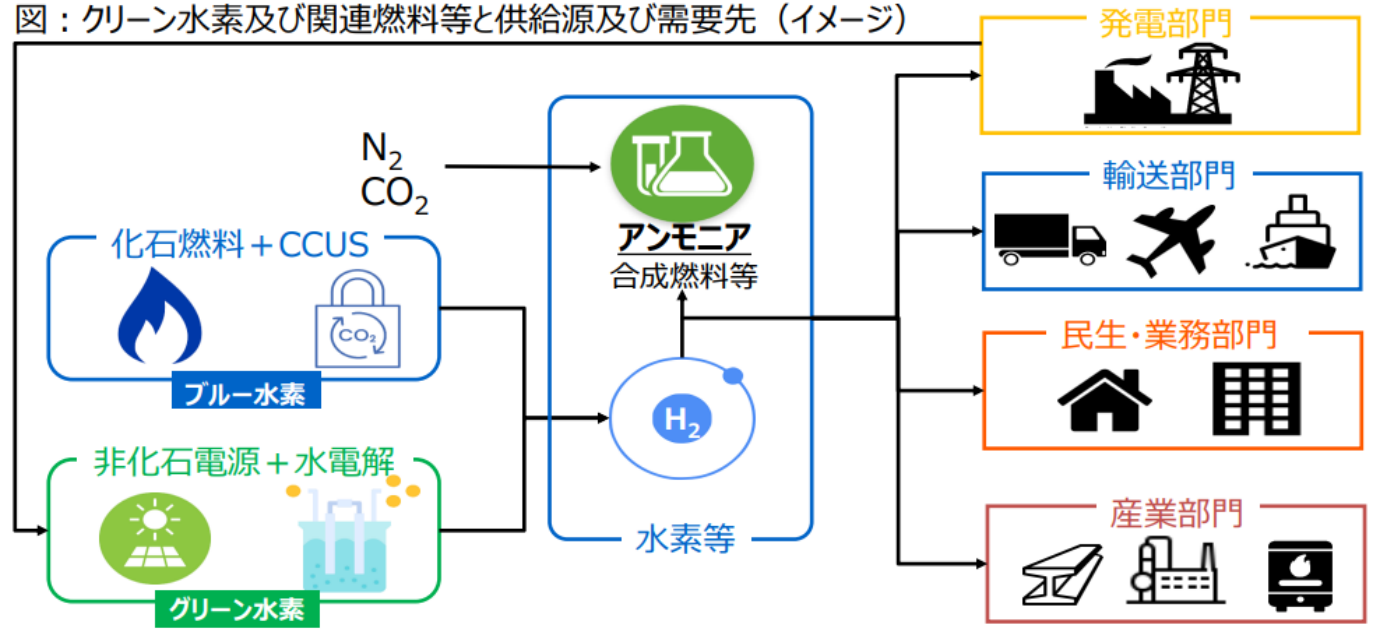 図：クリーン水素及び関連燃料等と供給源及び需要先（イメージ）
発電部門
N2
CO2
アンモニア
合成燃料等
輸送部門
化石燃料＋CCUS
CO2
ブルー水素
H2
民生・業務部門
非化石電源＋水電解
グリーン水素
水素等
産業部門